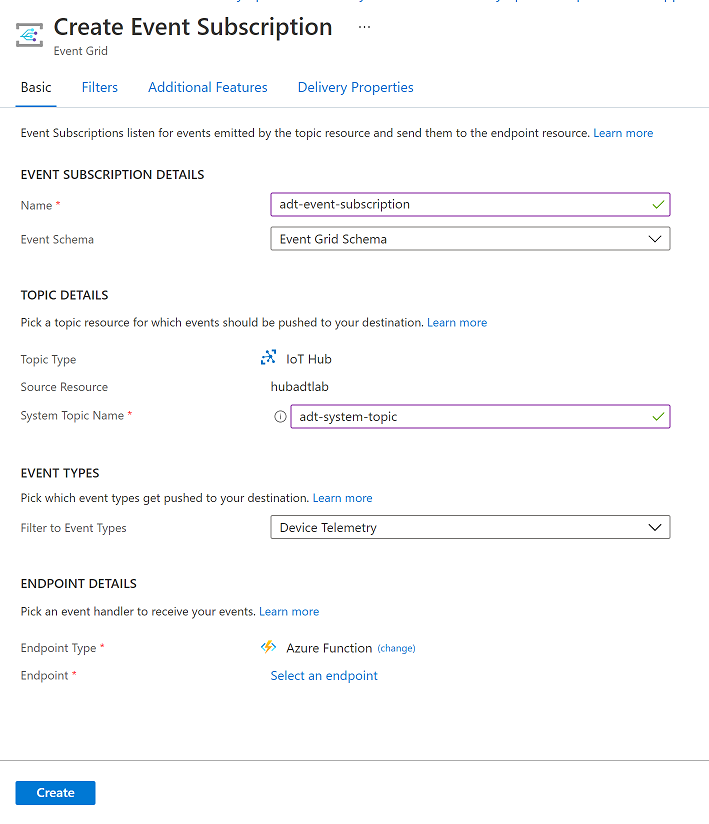 Create Event Subscription ...
Event Grid
Basic Filters Additional Features Delivery Properties
Event Subscriptions listen for events emitted by the topic resource and send them to the endpoint resource. Learn more
EVENT SUBSCRIPTION DETAILS
Name * adt-event-subscription
Event Schema Event Grid Schema
TOPIC DETAILS
Pick a topic resource for which events should be pushed to your destination. Learn more
Topic Type IoT Hub
Source Resource hubadtlab
System Topic Name * adt-system-topic
EVENT TYPES
Pick which event types get pushed to your destination. Learn more
Filter to Event Types Device Telemetry
ENDPOINT DETAILS
Pick an event handler to receive your events. Learn more
Endpoint Type * Azure Function (change)
Endpoint * Select an endpoint
Create